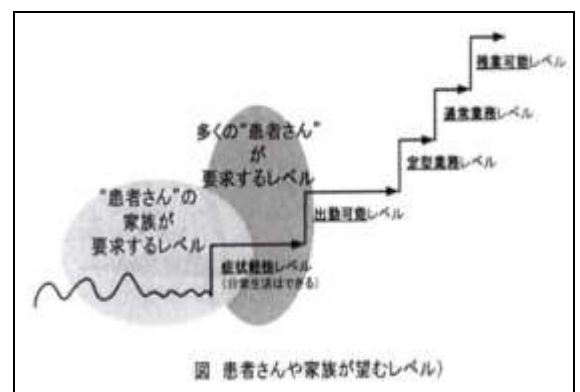 残業可能レベル
通常業務レベル
定型業務レベル
出勤可能レベル
多くの"患者さん"
が
要求するレベル
"患者さん"の
家族が
要求するレベル
症状軽快レベル
(日常生活はできる)
図 患者さんや家族が望むレベル)